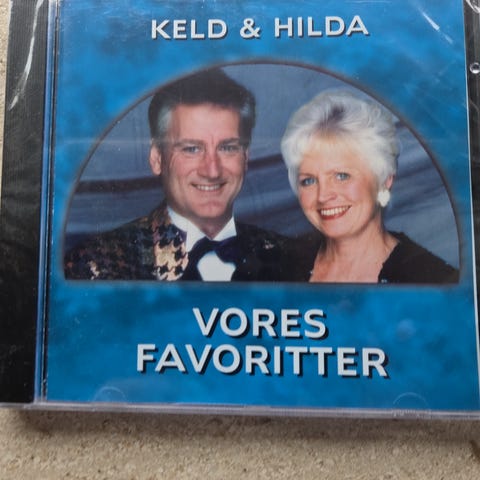 KELD & HILDA
VORES
FAVORITTER